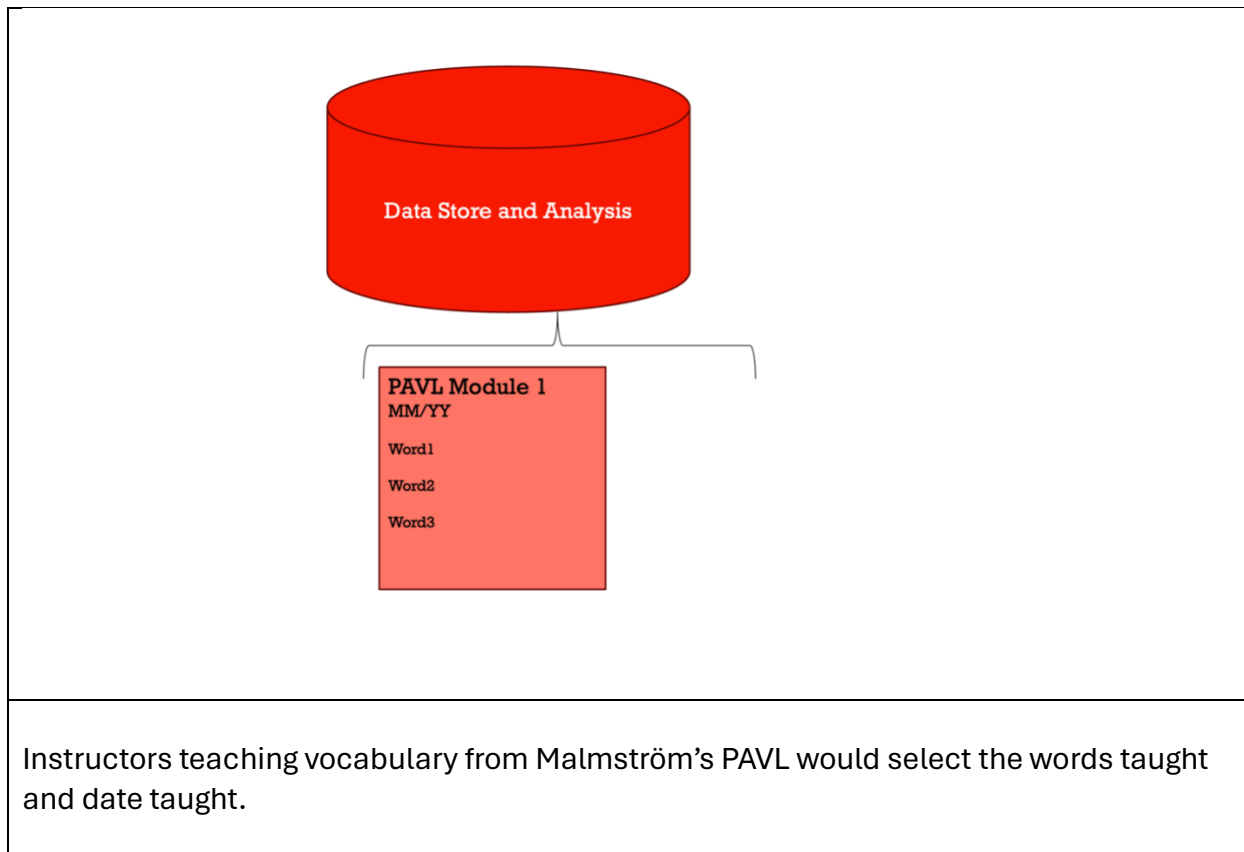 Data Store and Analysis
PAVL Module 1
MM/YY
Word1
Word2
Word3
Instructors teaching vocabulary from Malmström’s PAVL would select the words taught
and date taught.